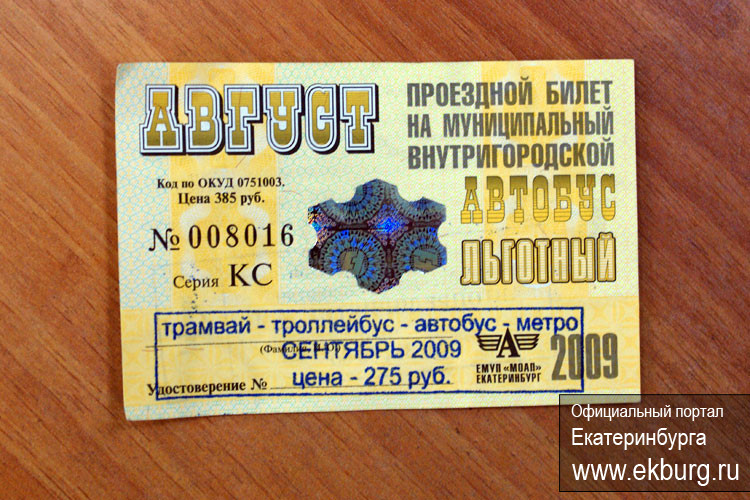 АВГУСТ
ПРОЕЗДНОЙ БИЛЕТ
НА МУНИЦИПАЛЬНЫЙ
ВНУТРИГОРОДСКОЙ
АВТОБУС
ЛЬГОТНЫЙ
Код по ОКУД 0751003.
Цена 385 руб.
№ 008016
Серия КС
трамвай - троллейбус - автобус - метро
(Фамилия, И.О.)
СЕНТЯБРЬ 2009
цена - 275 руб.
Удостоверение №
А
ЕМУП «МОАП»
ЕКАТЕРИНБУРГ
2009
Официальный портал
Екатеринбурга
www.ekburg.ru